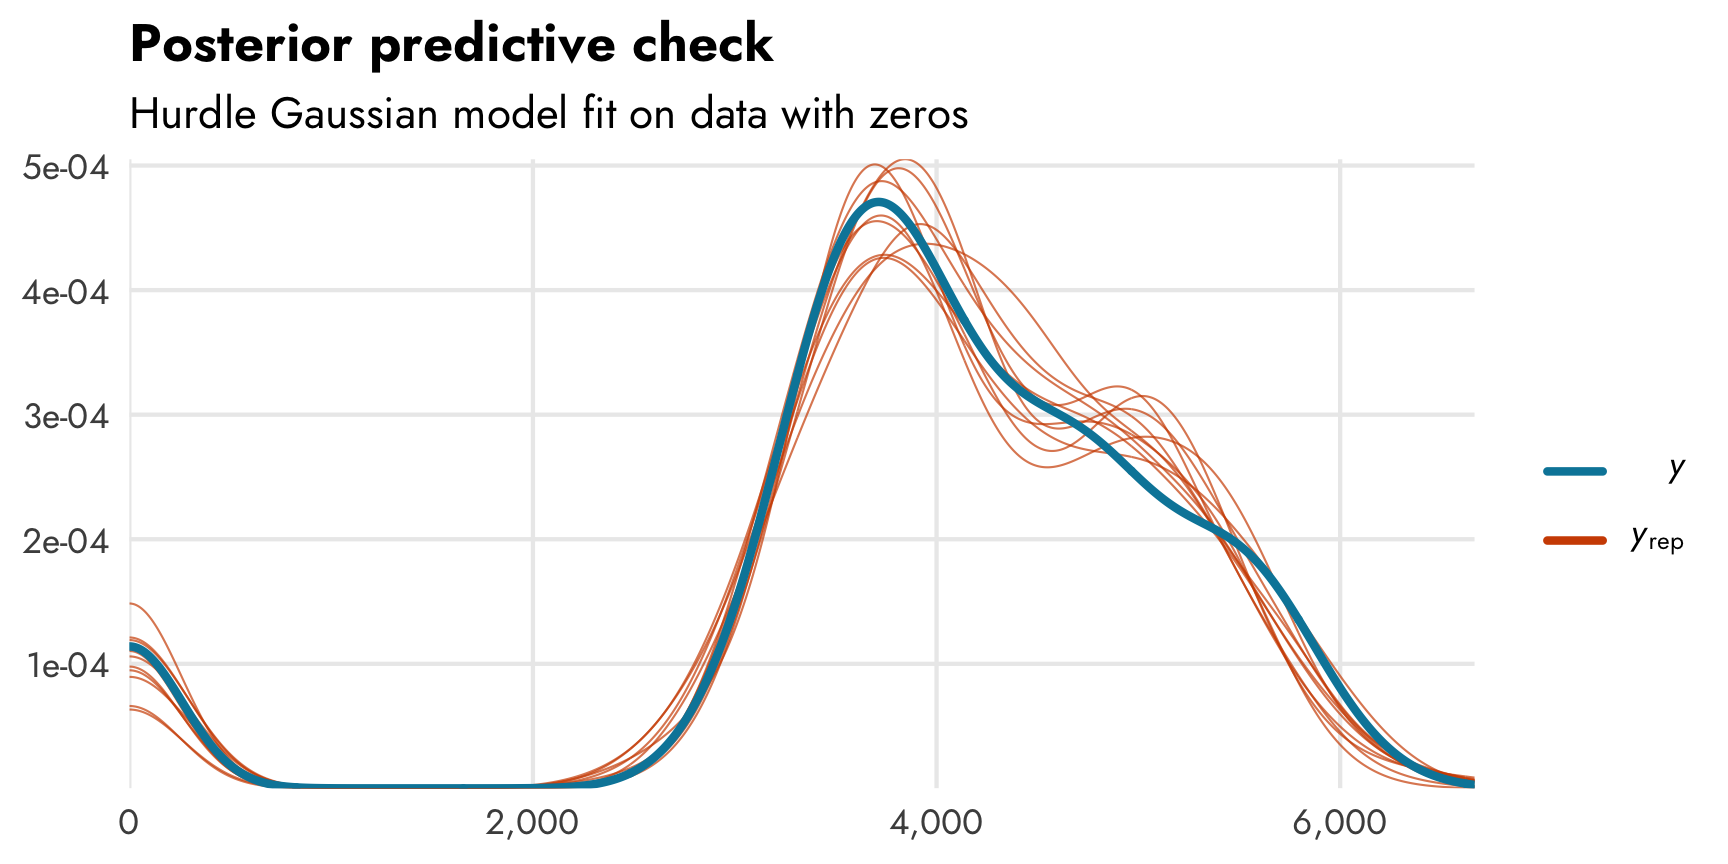 Posterior predictive check
Hurdle Gaussian model fit on data with zeros
5e-04
4e-04
3e-04
2e-04
1e-04
0 2,000 4,000 6,000
y
yrep